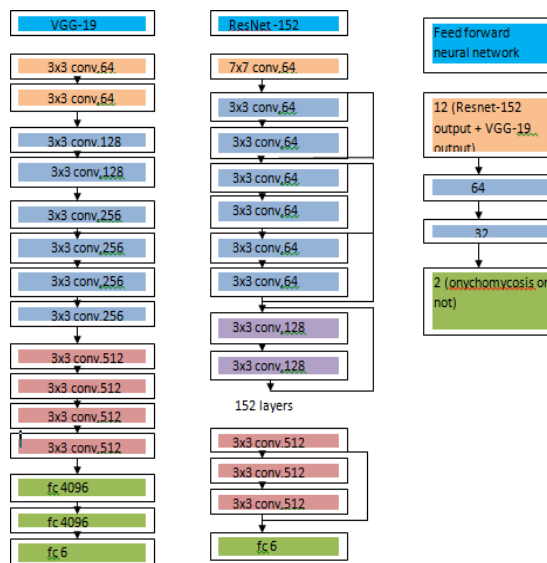 VGG-19
3x3 conv,64
3x3 conv,64
3x3 conv.128
3x3 conv,128
3x3 conv,256
3x3 conv,256
3x3 conv,256
3x3 conv.256
3x3 conv.512
3x3 conv.512
3x3 conv.512
3x3 conv,512
fc 4096
fc 4096
fc 6
ResNet-152
7x7 conv,64
3x3 conv,64
3x3 conv,64
3x3 conv,64
3x3 conv,64
3x3 conv,64
3x3 conv,64
3x3 conv,128
3x3 conv,128
152 layers
3x3 conv.512
3x3 conv.512
3x3 conv.512
fc 6
Feed forward
neural network
12 (Resnet-152
output + VGG-19
output)
64
32
2 (onychomycosis or
not)